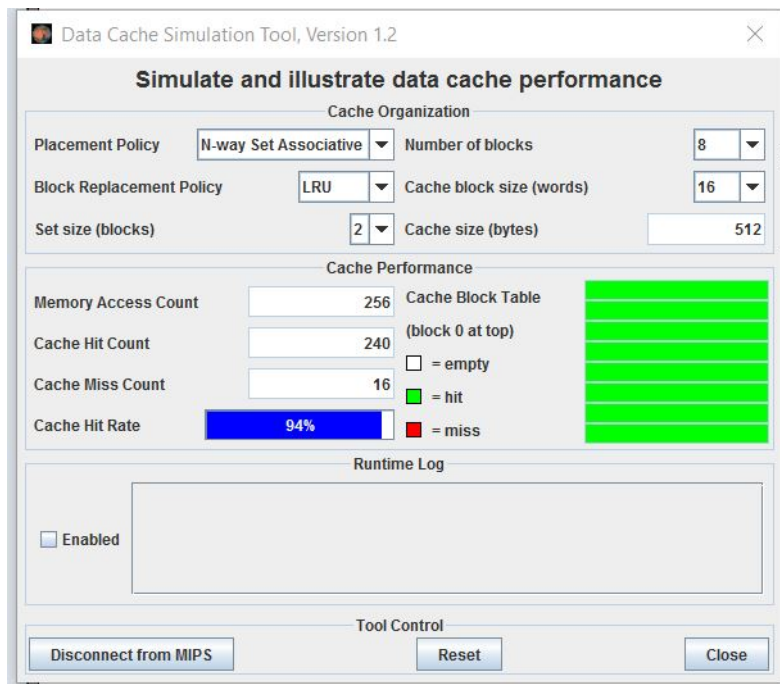 Data Cache Simulation Tool, Version 1.2
Simulate and illustrate data cache performance
Cache Organization
Placement Policy N-way Set Associative Number of blocks 8
Block Replacement Policy LRU Cache block size (words) 16
Set size (blocks) 2 Cache size (bytes) 512
Cache Performance
Memory Access Count 256 Cache Block Table
(block 0 at top)
Cache Hit Count 240
= empty
Cache Miss Count 16
= hit
Cache Hit Rate 94%
= miss
Runtime Log
Enabled
Tool Control
Disconnect from MIPS Reset Close